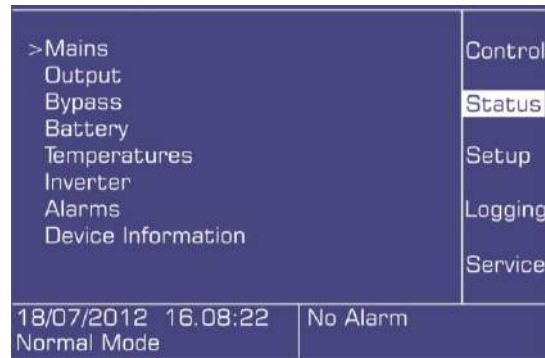 >Mains
Output
Bypass
Battery
Temperatures
Inverter
Alarms
Device Information
Control
Status
Setup
Logging
Service
18/07/2012 16.08:22
Normal Mode
No Alarm